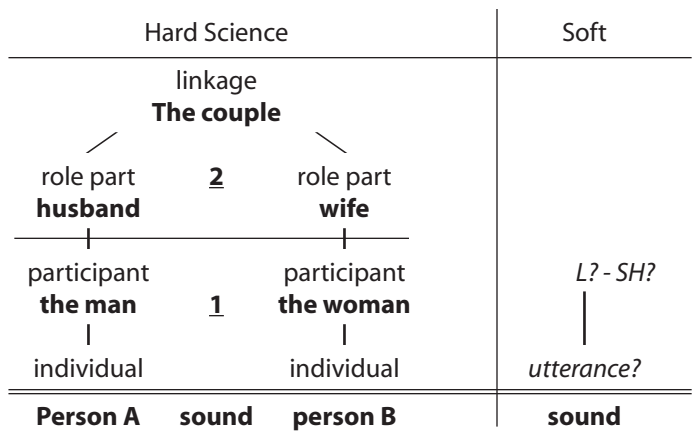 Hard Science Soft
linkage
The couple
role part 2 role part
husband wife
participant participant L? - SH?
the man 1 the woman
individual individual utterance?
Person A sound person B sound